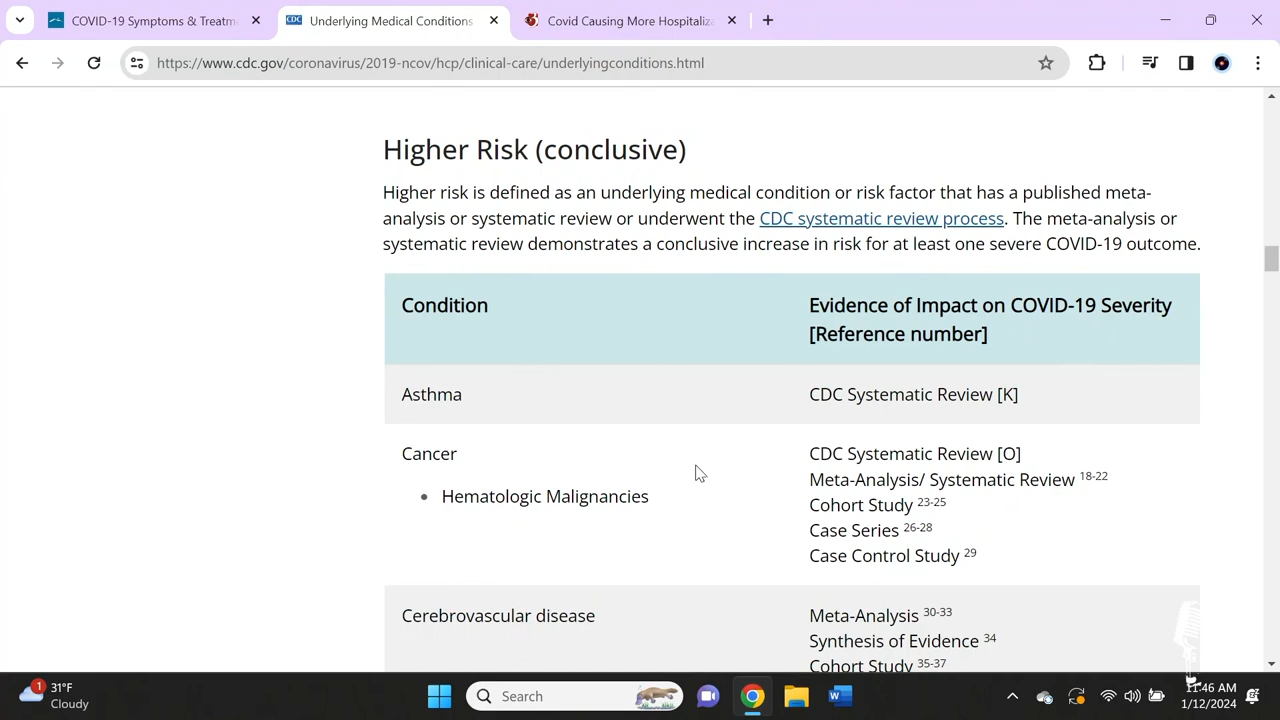 COVID-19 Symptoms & Treatm
CDC
Underlying Medical Conditions
Covid Causing More Hospitaliza
https://www.cdc.gov/coronavirus/2019-ncov/hcp/clinical-care/underlyingconditions.html
Higher Risk (conclusive)
Higher risk is defined as an underlying medical condition or risk factor that has a published meta-
analysis or systematic review or underwent the CDC systematic review process. The meta-analysis or
systematic review demonstrates a conclusive increase in risk for at least one severe COVID-19 outcome.
Condition
Evidence of Impact on COVID-19 Severity
[Reference number]
Asthma
CDC Systematic Review [K]
Cancer
• Hematologic Malignancies
CDC Systematic Review [O]
Meta-Analysis/ Systematic Review 18-22
Cohort Study 23-25
Case Series 26-28
Case Control Study 29
Cerebrovascular disease
Meta-Analysis 30-33
Synthesis of Evidence 34
Cohort Study 35-37
1
31°F
Cloudy
Search
W
11:46 AM
1/12/2024